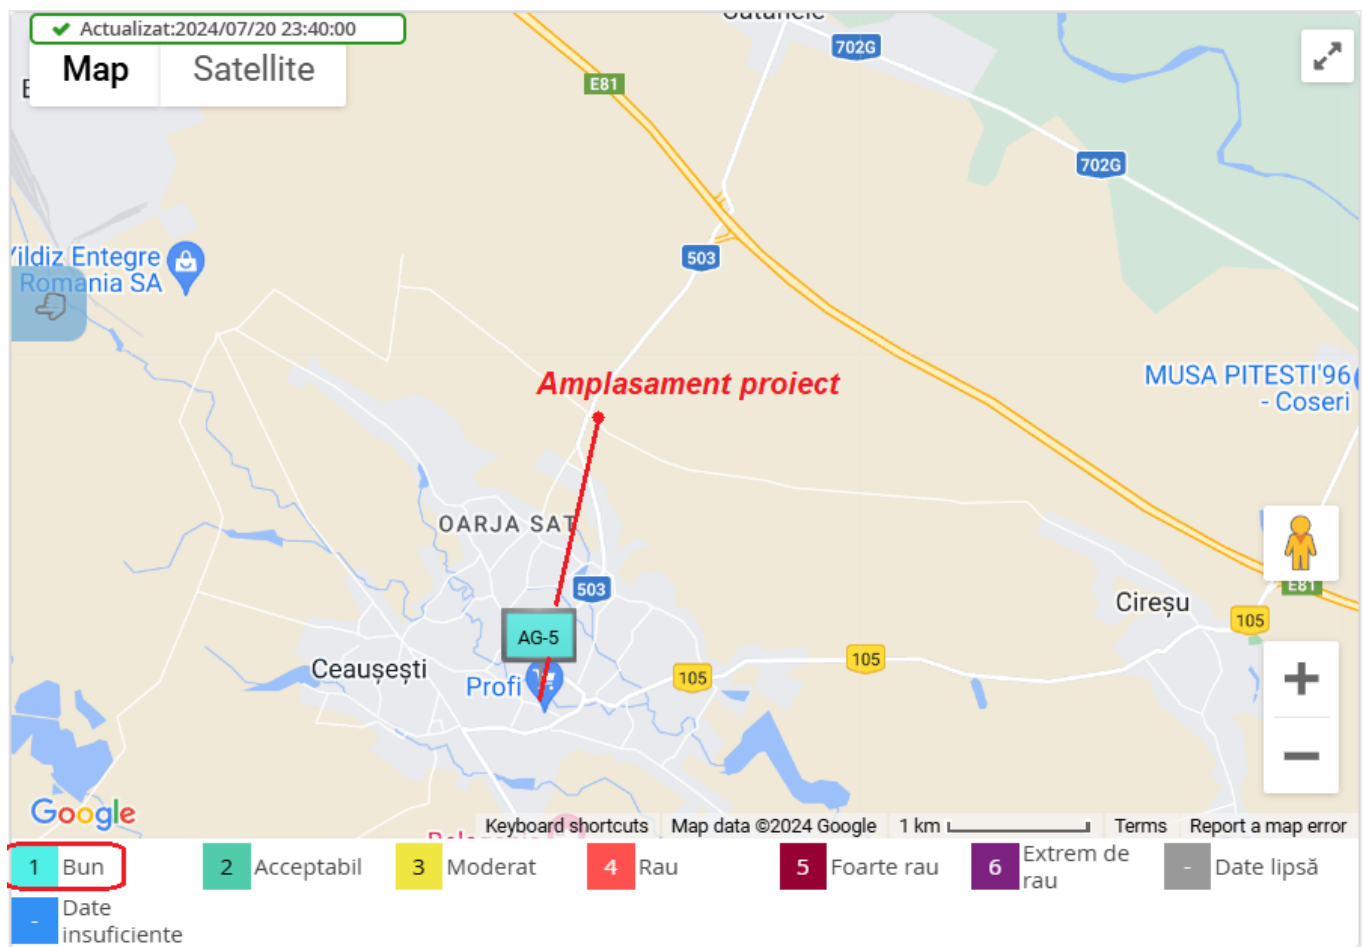 Actualizat:2024/07/20 23:40:00
Map
Satellite
702G
E81
702G
Yildiz Entegre
Romania SA
503
Amplasament proiect
MUSA PITESTI'96
- Coseri
OARJA SAT
503
E81
Cireșu
105
AG-5
Ceaușești
105
Profi
105
Google
Keyboard shortcuts
Map data ©2024 Google
1 km
Terms
Report a map error
1 Bun
2 Acceptabil
3 Moderat
4 Rau
5 Foarte rau
6 Extrem de
rau
- Date lipsă
- Date
insuficiente